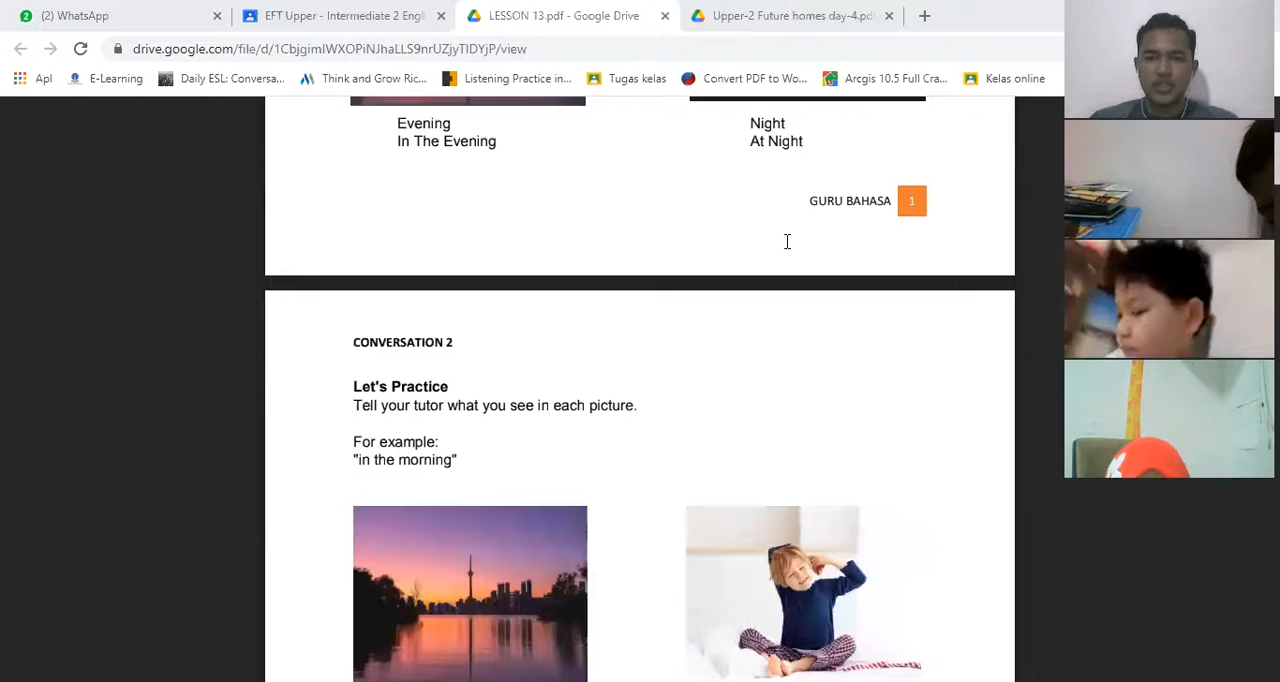 2 (2) WhatsApp
EFT Upper - Intermediate 2 Engli
LESSON 13.pdf - Google Drive
Upper-2 Future homes day-4.pdf
drive.google.com/file/d/1CbjgimIWXOPiNJhaLLS9nrUZjyTIDYjP/view
Apl
E-Learning
Daily ESL: Conversa...
Think and Grow Ric...
Listening Practice in...
Tugas kelas
Convert PDF to Wo...
Arcgis 10.5 Full Cra...
Kelas online
Evening
In The Evening
Night
At Night
GURU BAHASA 1
CONVERSATION 2
Let's Practice
Tell your tutor what you see in each picture.
For example:
"in the morning"